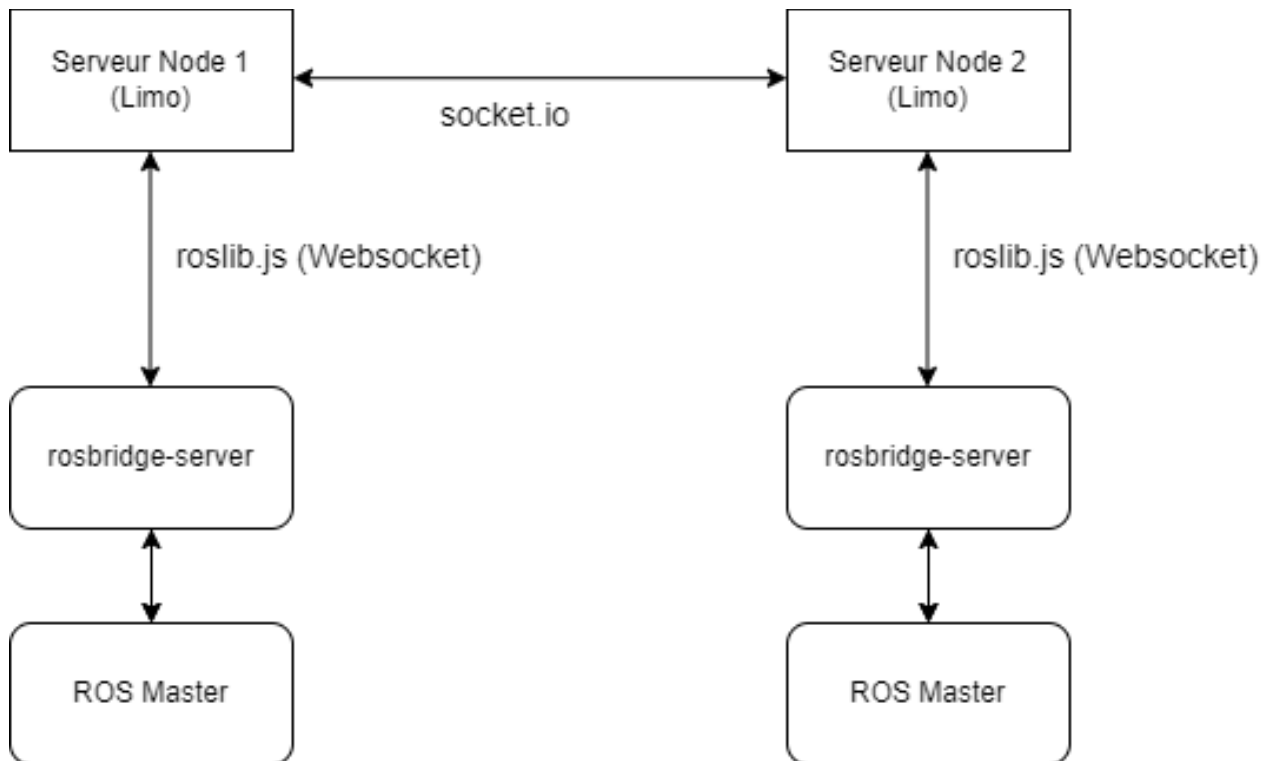 Serveur Node 1
(Limo)
Serveur Node 2
(Limo)
socket.io
roslib.js (Websocket)
roslib.js (Websocket)
rosbridge-server
rosbridge-server
ROS Master
ROS Master